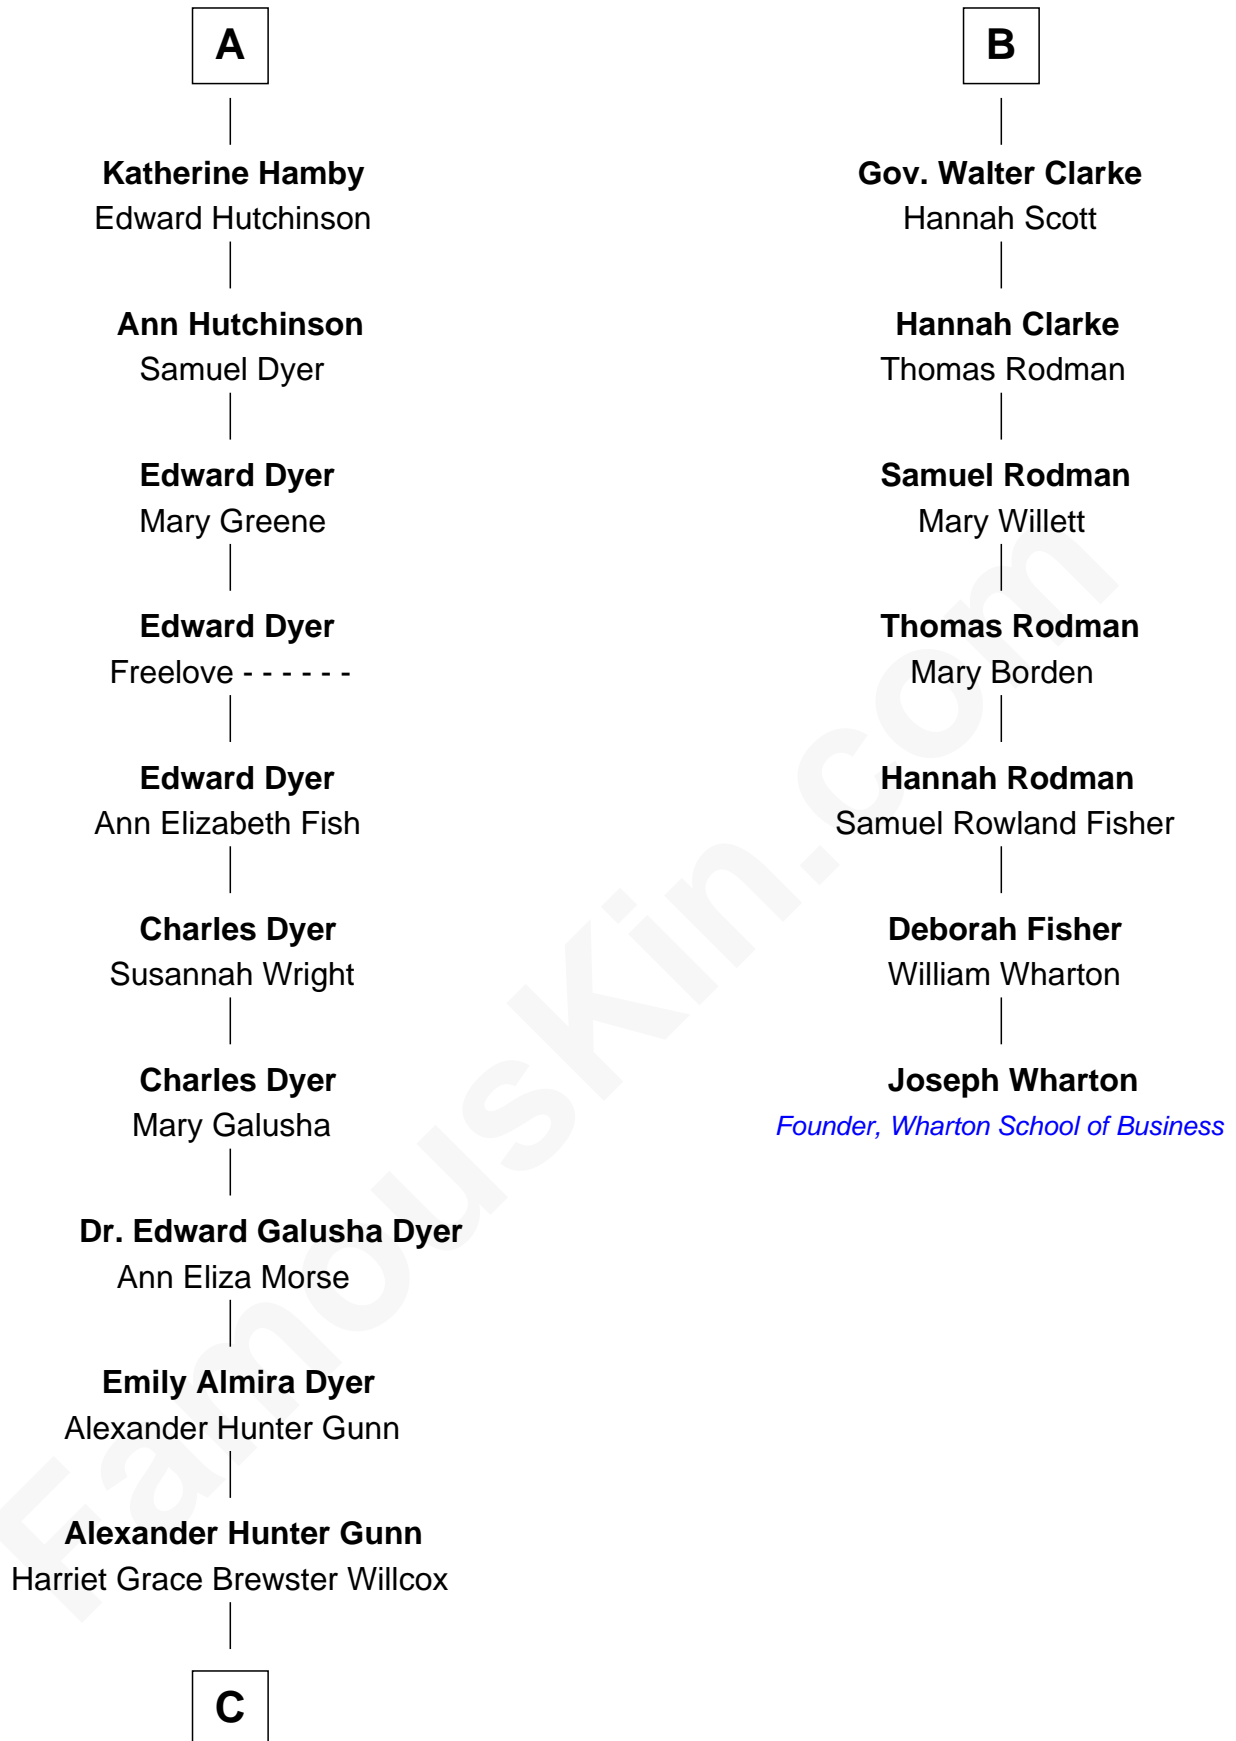 A
Katherine Hamby
Edward Hutchinson
Ann Hutchinson
Samuel Dyer
Edward Dyer
Mary Greene
Edward Dyer
Freelove - - - - - -
Edward Dyer
Ann Elizabeth Fish
Charles Dyer
Susannah Wright
Charles Dyer
Mary Galusha
Dr. Edward Galusha Dyer
Ann Eliza Morse
Emily Almira Dyer
Alexander Hunter Gunn
Alexander Hunter Gunn
Harriet Grace Brewster Willcox
C
B
Gov. Walter Clarke
Hannah Scott
Hannah Clarke
Thomas Rodman
Samuel Rodman
Mary Willett
Thomas Rodman
Mary Borden
Hannah Rodman
Samuel Rowland Fisher
Deborah Fisher
William Wharton
Joseph Wharton
Founder, Wharton School of Business
FamousKin.com